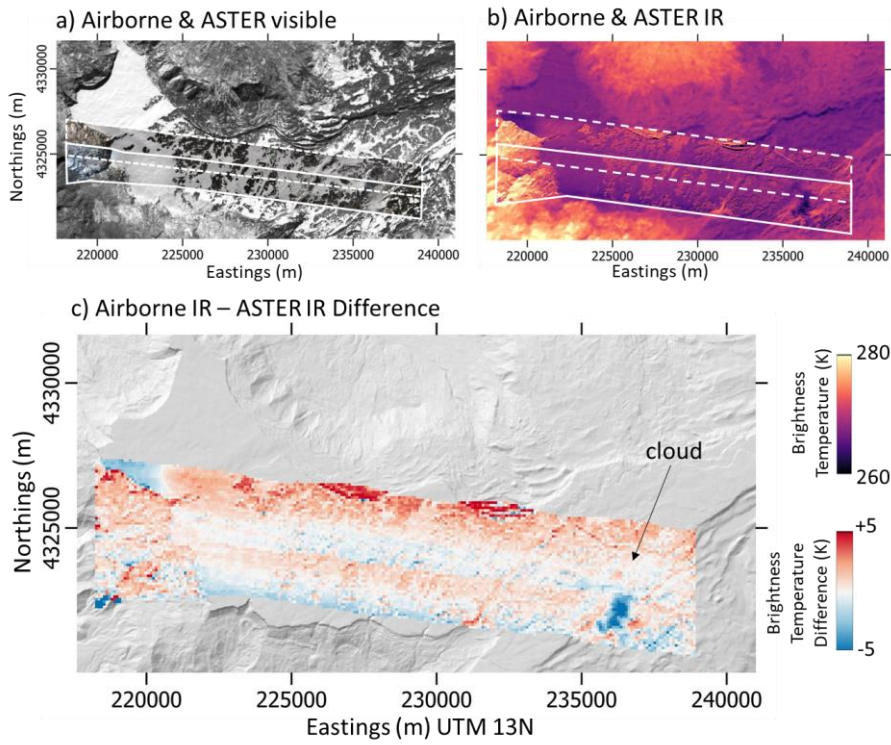 a) Airborne & ASTER visible
b) Airborne & ASTER IR
Northings (m)
4330000
4325000
220000 225000 230000 235000 240000
Eastings (m)
4330000
4325000
220000 225000 230000 235000 240000
Eastings (m)
c) Airborne IR – ASTER IR Difference
Northings (m)
4330000
4325000
cloud
220000 225000 230000 235000 240000
Eastings (m) UTM 13N
Brightness
Temperature (K)
280
260
Brightness
Temperature
Difference (K)
+5
-5